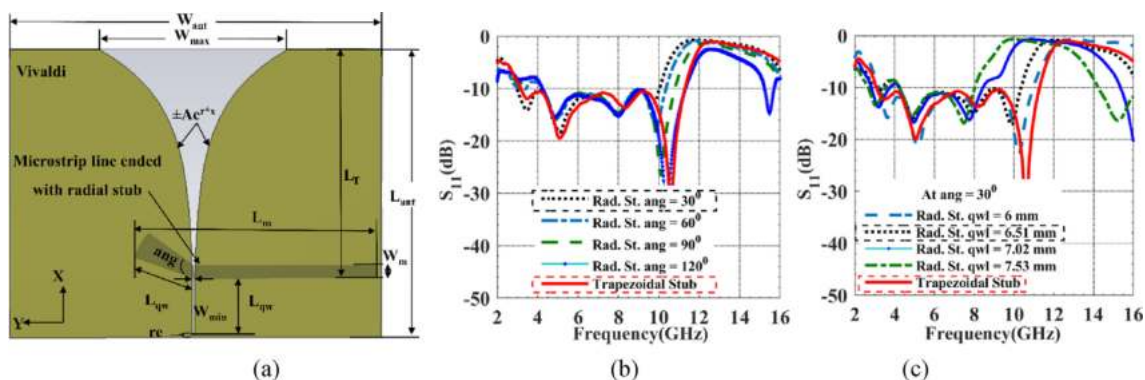 W_ant
W_max
Vivaldi
±Ae^r*x
Microstrip line ended
with radial stub
L_T
L_ant
L_m
ang
W_m
X
L_qw
W_min
L_qw
Y
rc
(a)
0
-10
-20
-30
-40
-50
S_11(dB)
Rad. St. ang = 30⁰
Rad. St. ang = 60⁰
Rad. St. ang = 90⁰
Rad. St. ang = 120⁰
Trapezoidal Stub
2 4 6 8 10 12 14 16
Frequency(GHz)
(b)
0
-10
-20
-30
-40
-50
S_11(dB)
At ang = 30⁰
Rad. St. qwl = 6 mm
Rad. St. qwl = 6.51 mm
Rad. St. qwl = 7.02 mm
Rad. St. qwl = 7.53 mm
Trapezoidal Stub
2 4 6 8 10 12 14 16
Frequency(GHz)
(c)